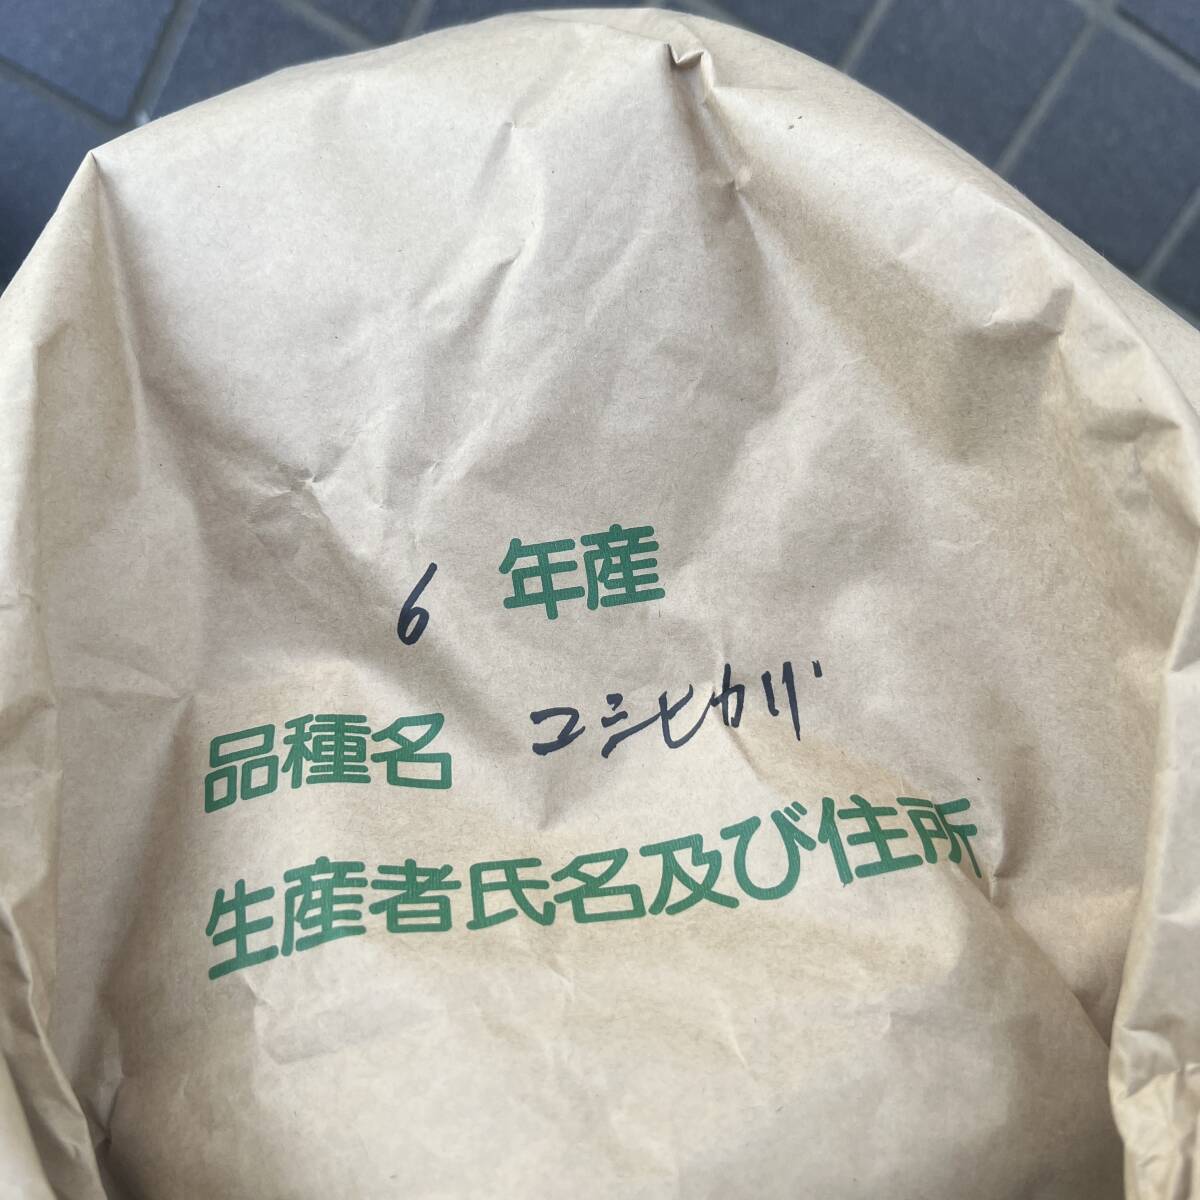 6 年産
品種名 コシヒカリ
生産者氏名及び住所